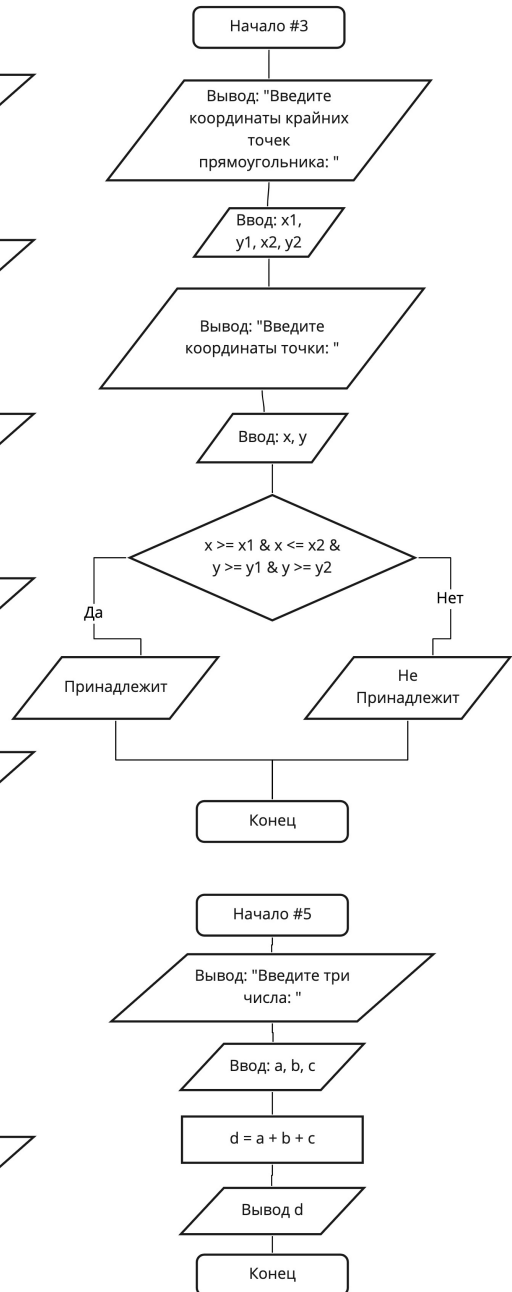 Начало #3
Вывод: "Введите
координаты крайних
точек
прямоугольника: "
Ввод: x1,
y1, x2, y2
Вывод: "Введите
координаты точки: "
Ввод: x, y
x >= x1 & x <= x2 &
y >= y1 & y >= y2
Да
Нет
Принадлежит
Не
Принадлежит
Конец
Начало #5
Вывод: "Введите три
числа: "
Ввод: a, b, c
d = a + b + c
Вывод d
Конец